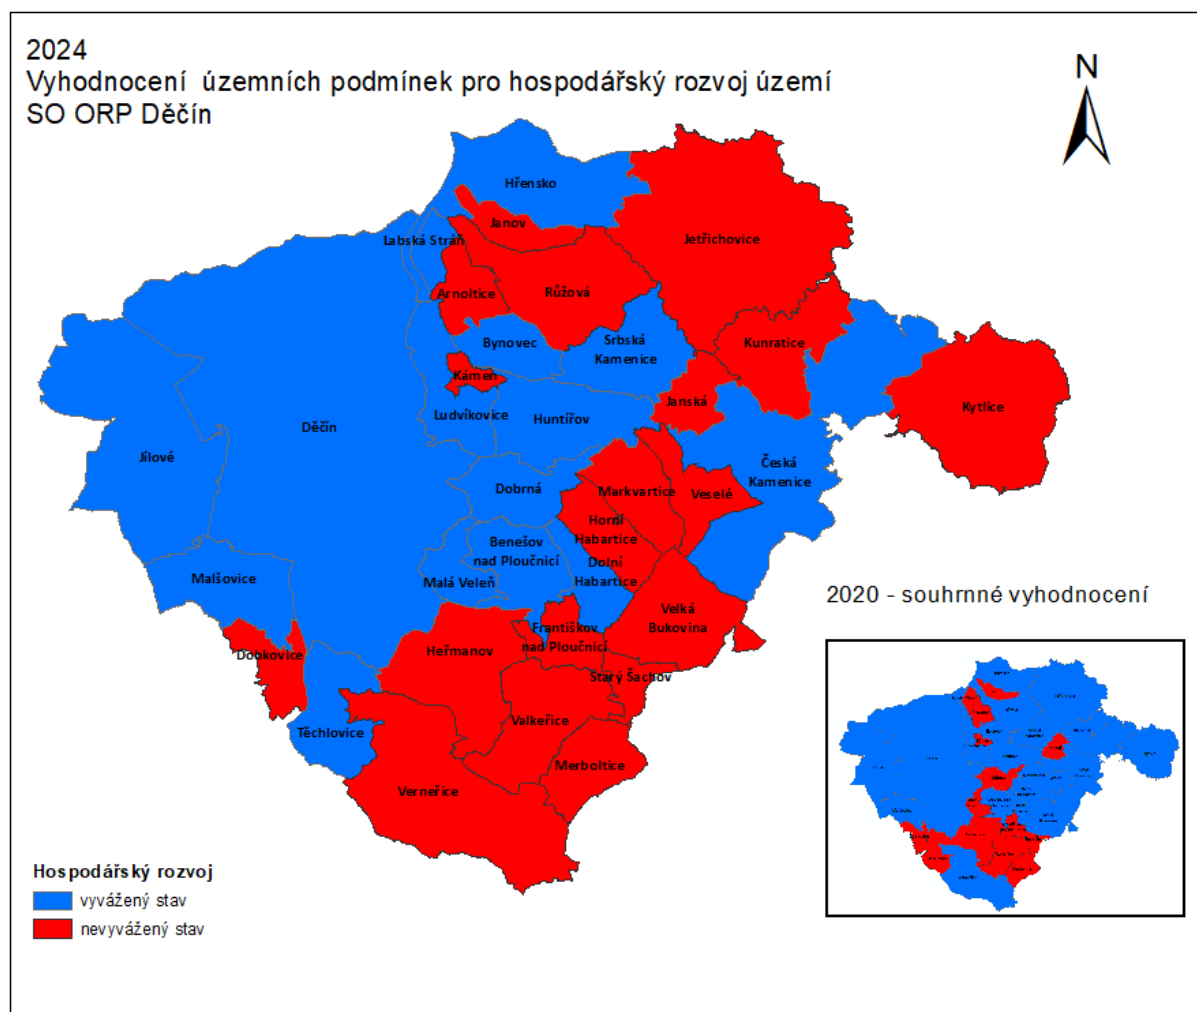 2024
Vyhodnocení územních podmínek pro hospodářský rozvoj území
SO ORP Děčín
N
Hřensko
Janov
Labská Stráň
Jetřichovice
Arnoltice
Růžová
Bynovec
Srbská
Kamenice
Kunratice
Kámen
Janská
Kytlice
Ludvíkovice
Huntířov
Děčín
Jílové
Česká
Kamenice
Dobrná
Markvartice
Veselé
Horní
Habartice
Benešov
nad Ploučnicí
Dolní
Habartice
Malšovice
Malá Veleň
Velká
Bukovina
Františkov
nad Ploučnicí
Heřmanov
Dobkovice
Starý Šachov
Valkeřice
Těchlovice
Merboltice
Verneřice
2020 - souhrnné vyhodnocení
Hospodářský rozvoj
vyvážený stav
nevyvážený stav